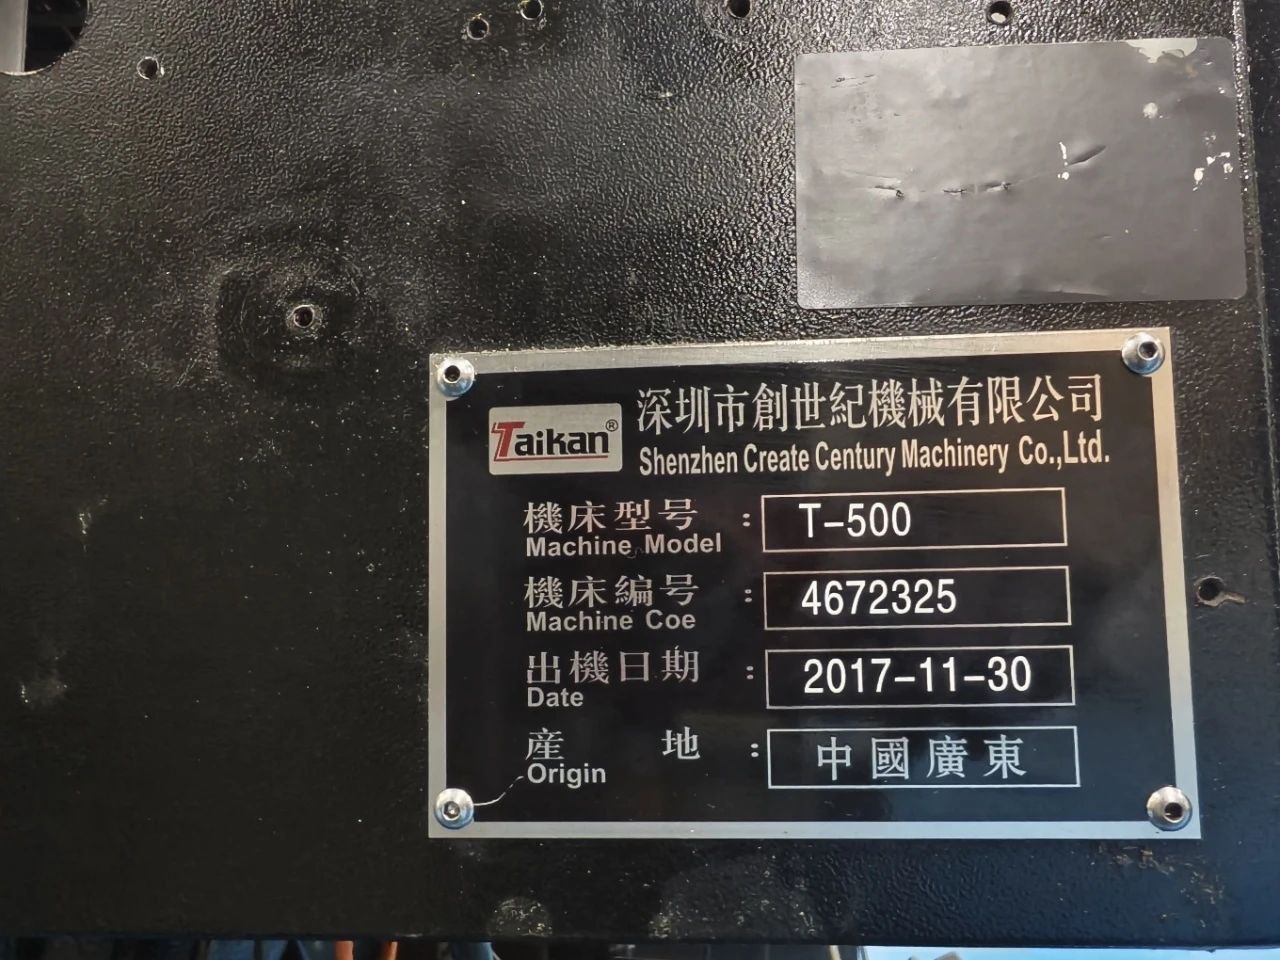 Taikan®
深圳市創世紀機械有限公司
Shenzhen Create Century Machinery Co.,Ltd.
機床型号 : T-500
Machine Model
機床編号 : 4672325
Machine Coe
出機日期 : 2017-11-30
Date
産 地 : 中國廣東
Origin